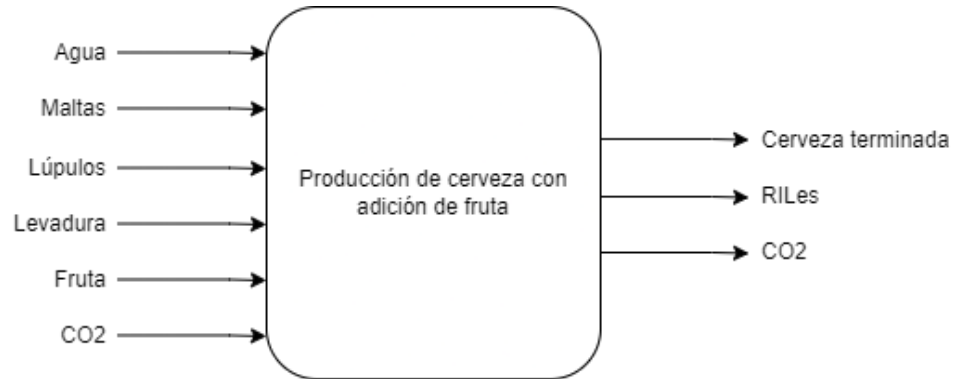 Agua
Maltas
Lúpulos
Levadura
Fruta
CO2
Producción de cerveza con
adición de fruta
Cerveza terminada
RILes
CO2